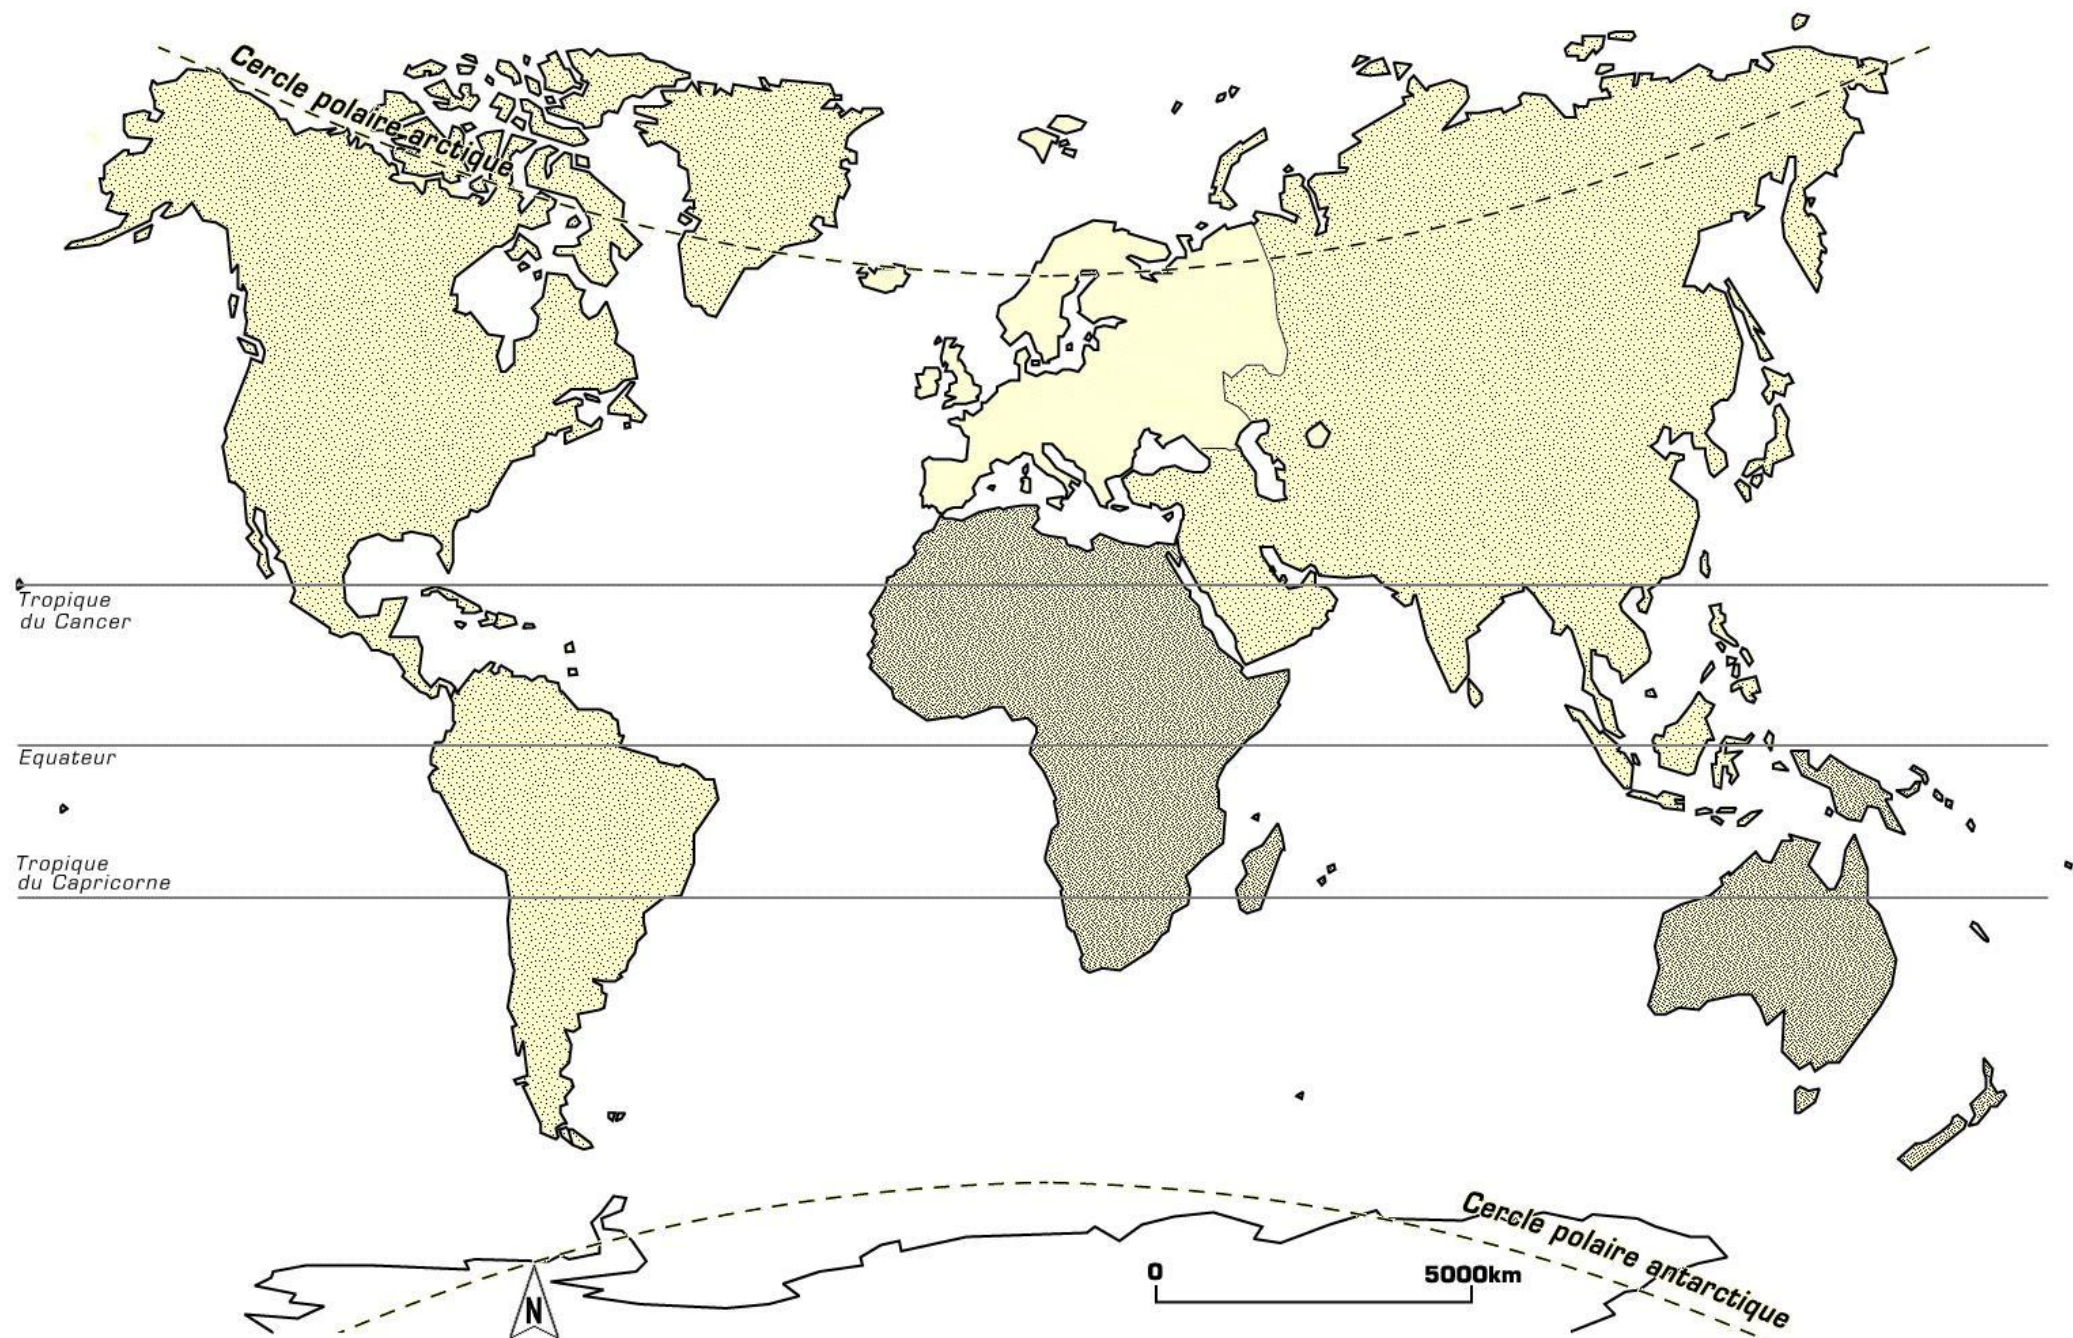 Cercle polaire arctique
Tropique
du Cancer
Equateur
Tropique
du Capricorne
Cercle polaire antarctique
0 5000km
N